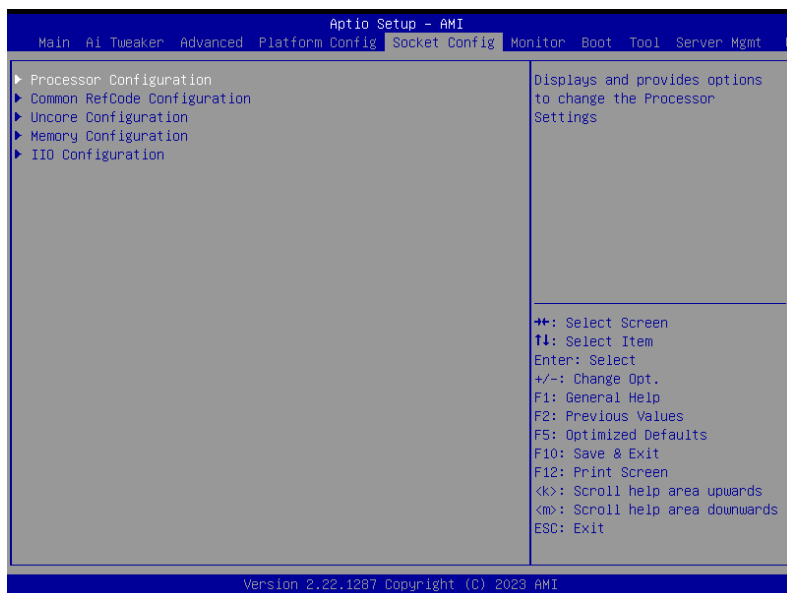 Aptio Setup - AMI
Main Ai Tweaker Advanced Platform Config Socket Config Monitor Boot Tool Server Mgmt
Processor Configuration
Common RefCode Configuration
Uncore Configuration
Memory Configuration
IIO Configuration
Displays and provides options
to change the Processor
Settings
→←: Select Screen
↑↓: Select Item
Enter: Select
+/-: Change Opt.
F1: General Help
F2: Previous Values
F5: Optimized Defaults
F10: Save & Exit
F12: Print Screen
<k>: Scroll help area upwards
<m>: Scroll help area downwards
ESC: Exit
Version 2.22.1287 Copyright (C) 2023 AMI